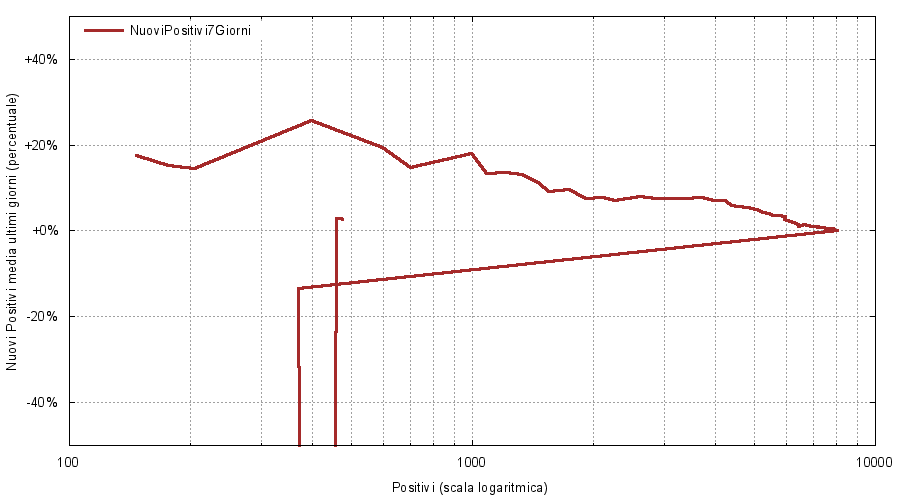 NuoviPositivi7Giorni
+40%
+20%
+0%
-20%
-40%
Nuovi Positivi media ultimi giorni (percentuale)
100
1000
10000
Positivi (scala logaritmica)